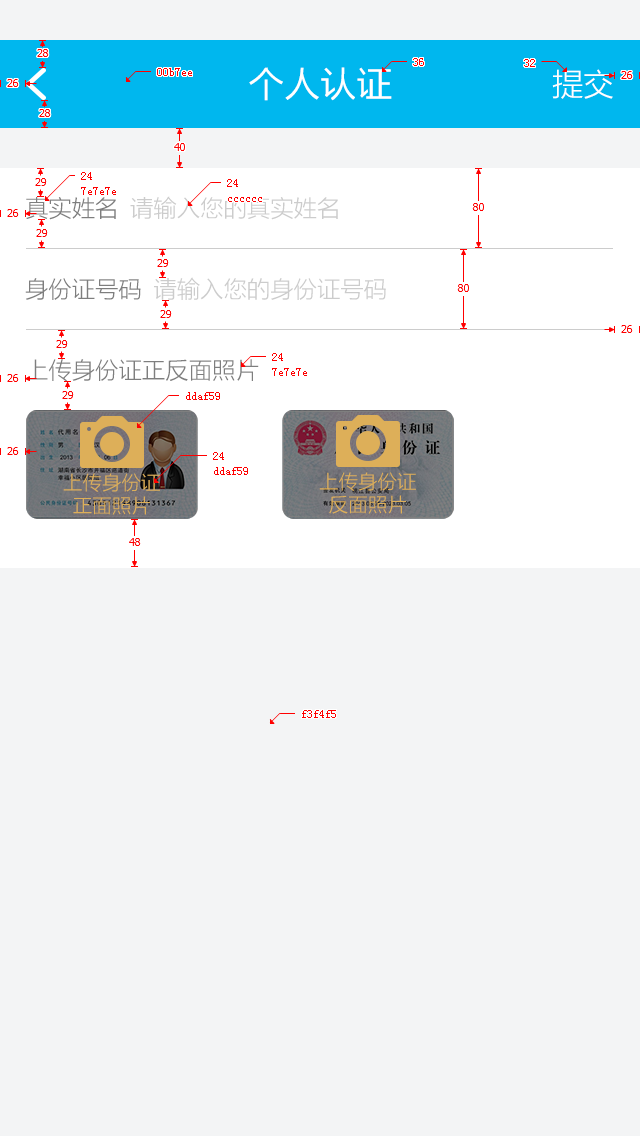 28
26
00b7ee
个人认证
36
32
提交
26
28
40
29
24
7e7e7e
24
cccccc
26
真实姓名 请输入您的真实姓名
80
29
29
身份证号码 请输入您的身份证号码
80
29
26
29
上传身份证正反面照片
24
7e7e7e
26
29
ddaf59
26
24
ddaf59
上传身份证
正面照片
上传身份证
反面照片
48
f3f4f5